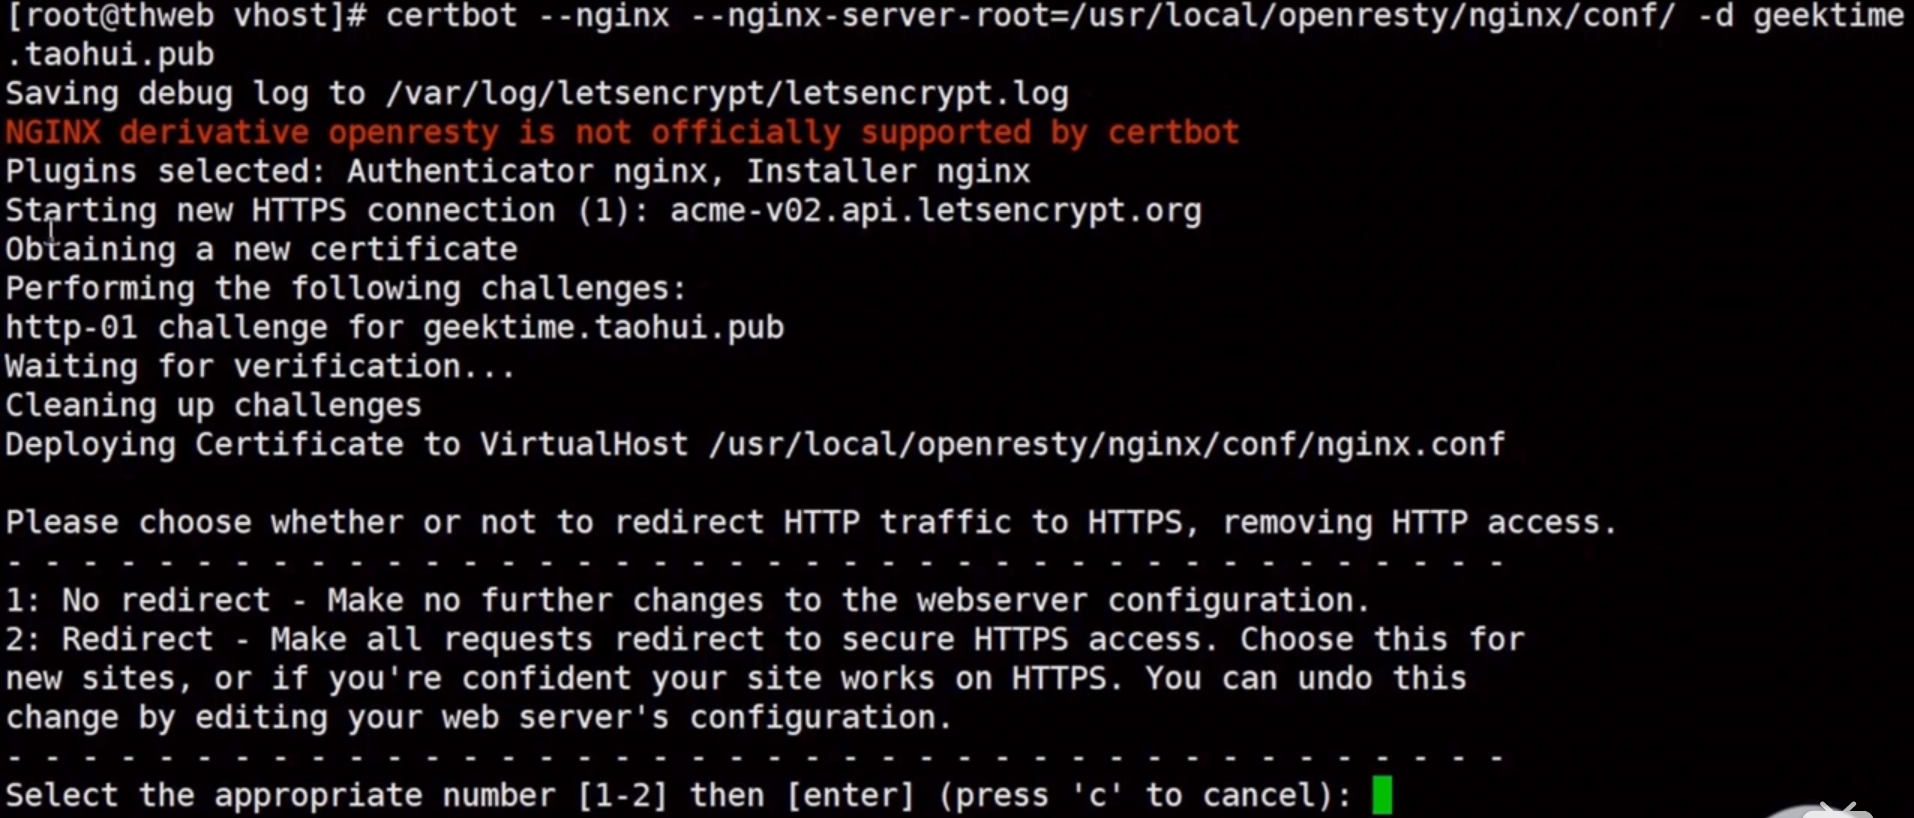 [root@thweb vhost]# certbot --nginx --nginx-server-root=/usr/local/openresty/nginx/conf/ -d geektime
.taohui.pub
Saving debug log to /var/log/letsencrypt/letsencrypt.log
NGINX derivative openresty is not officially supported by certbot
Plugins selected: Authenticator nginx, Installer nginx
Starting new HTTPS connection (1): acme-v02.api.letsencrypt.org
Obtaining a new certificate
Performing the following challenges:
http-01 challenge for geektime.taohui.pub
Waiting for verification...
Cleaning up challenges
Deploying Certificate to VirtualHost /usr/local/openresty/nginx/conf/nginx.conf

Please choose whether or not to redirect HTTP traffic to HTTPS, removing HTTP access.
- - - - - - - - - - - - - - - - - - - - - - - - - - - - - - - - - - - - - - - -
1: No redirect - Make no further changes to the webserver configuration.
2: Redirect - Make all requests redirect to secure HTTPS access. Choose this for
new sites, or if you're confident your site works on HTTPS. You can undo this
change by editing your web server's configuration.
- - - - - - - - - - - - - - - - - - - - - - - - - - - - - - - - - - - - - - - -
Select the appropriate number [1-2] then [enter] (press 'c' to cancel):